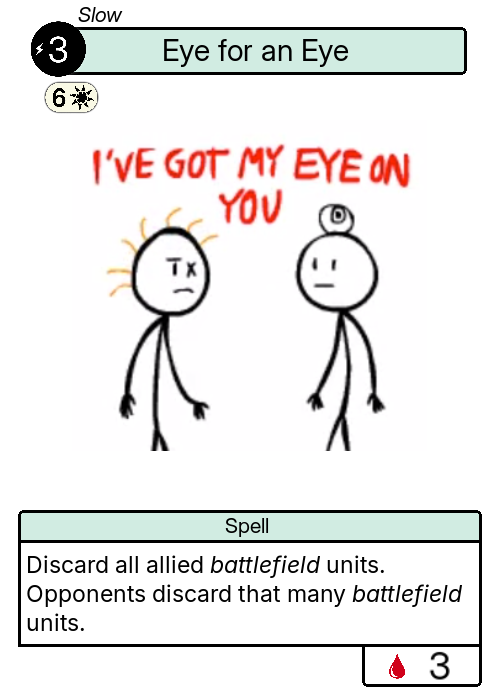 Slow
3
Eye for an Eye
6
I'VE GOT MY EYE ON
YOU
Spell
Discard all allied battlefield units.
Opponents discard that many battlefield
units.
3